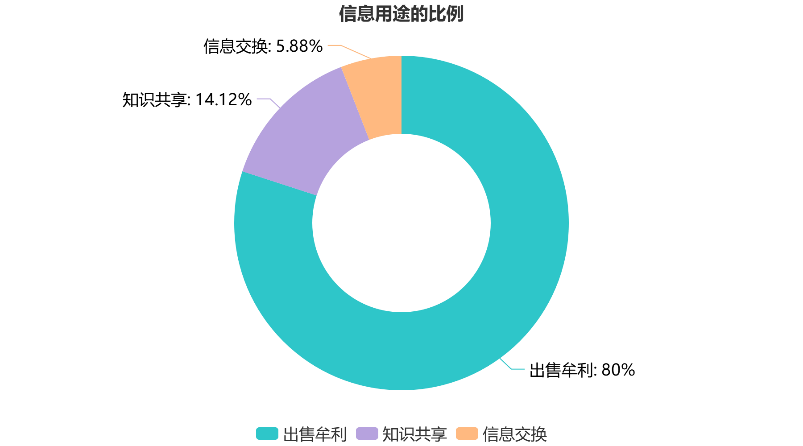 信息用途的比例
信息交换: 5.88%
知识共享: 14.12%
出售牟利: 80%
出售牟利 知识共享 信息交换